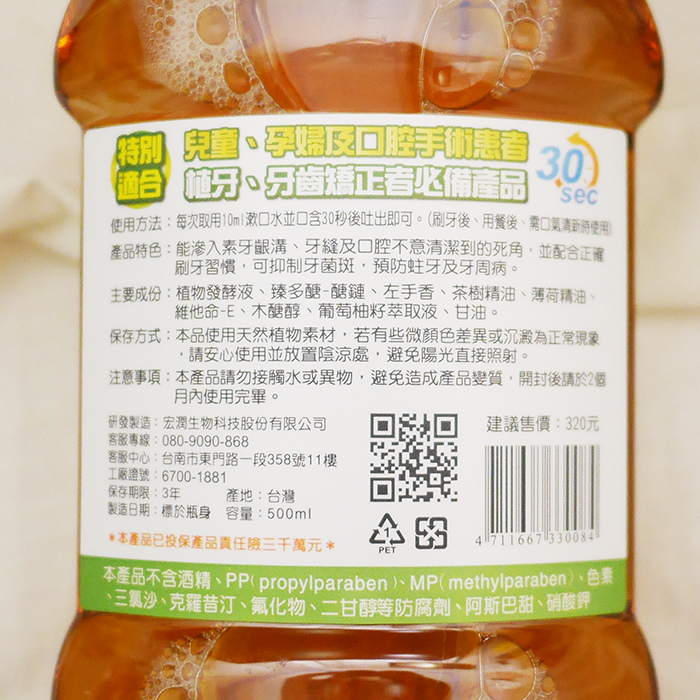 特別適合
兒童、孕婦及口腔手術患者
植牙、牙齒矯正者必備產品
30
sec
使用方法：每次取用10ml漱口水並口含30秒後吐出即可。(刷牙後、用餐後、需口氣清新時使用)
產品特色：能滲入素牙齦溝、牙縫及口腔不意清潔到的死角，並配合正確
刷牙習慣，可抑制牙菌斑，預防蛀牙及牙周病。
主要成份：植物發酵液、臻多醣-醣鏈、左手香、茶樹精油、薄荷精油、
維他命-E、木醣醇、葡萄柚籽萃取液、甘油。
保存方式：本品使用天然植物素材，若有些微顏色差異或沉澱為正常現象
，請安心使用並放置陰涼處，避免陽光直接照射。
注意事項：本產品請勿接觸水或異物，避免造成產品變質，開封後請於2個
月內使用完畢。
研發製造：宏潤生物科技股份有限公司
客服專線：080-9090-868
客服中心：台南市東門路一段358號11樓
工廠證號：6700-1881
保存期限：3年 產地：台灣
製造日期：標於瓶身 容量：500ml
*本產品已投保產品責任險三千萬元*
建議售價：320元
1
PET
4 711667 330084
本產品不含酒精、PP(propylparaben)、MP(methylparaben)、色素
、三氯沙、克羅昔汀、氟化物、二甘醇等防腐劑、阿斯巴甜、硝酸鉀